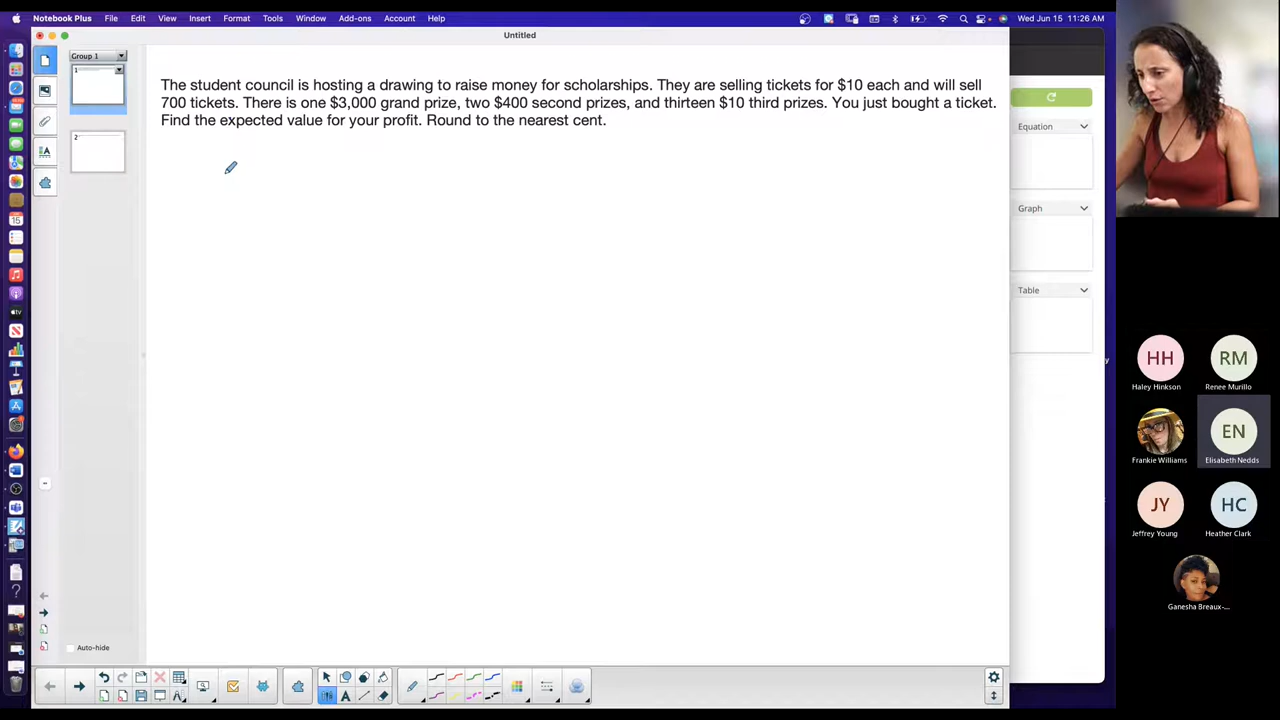 Notebook Plus File Edit View Insert Format Tools Window Add-ons Account Help Wed Jun 15 11:26 AM
Untitled
Group 1
1
The student council is hosting a drawing to raise money for scholarships. They are selling tickets for $10 each and will sell
700 tickets. There is one $3,000 grand prize, two $400 second prizes, and thirteen $10 third prizes. You just bought a ticket.
Find the expected value for your profit. Round to the nearest cent.
2
Equation
Graph
Table
HH
Haley Hinkson
RM
Renee Murillo
Frankie Williams
EN
Elisabeth Nedds
JY
Jeffrey Young
HC
Heather Clark
Ganesha Breaux-...
Auto-hide